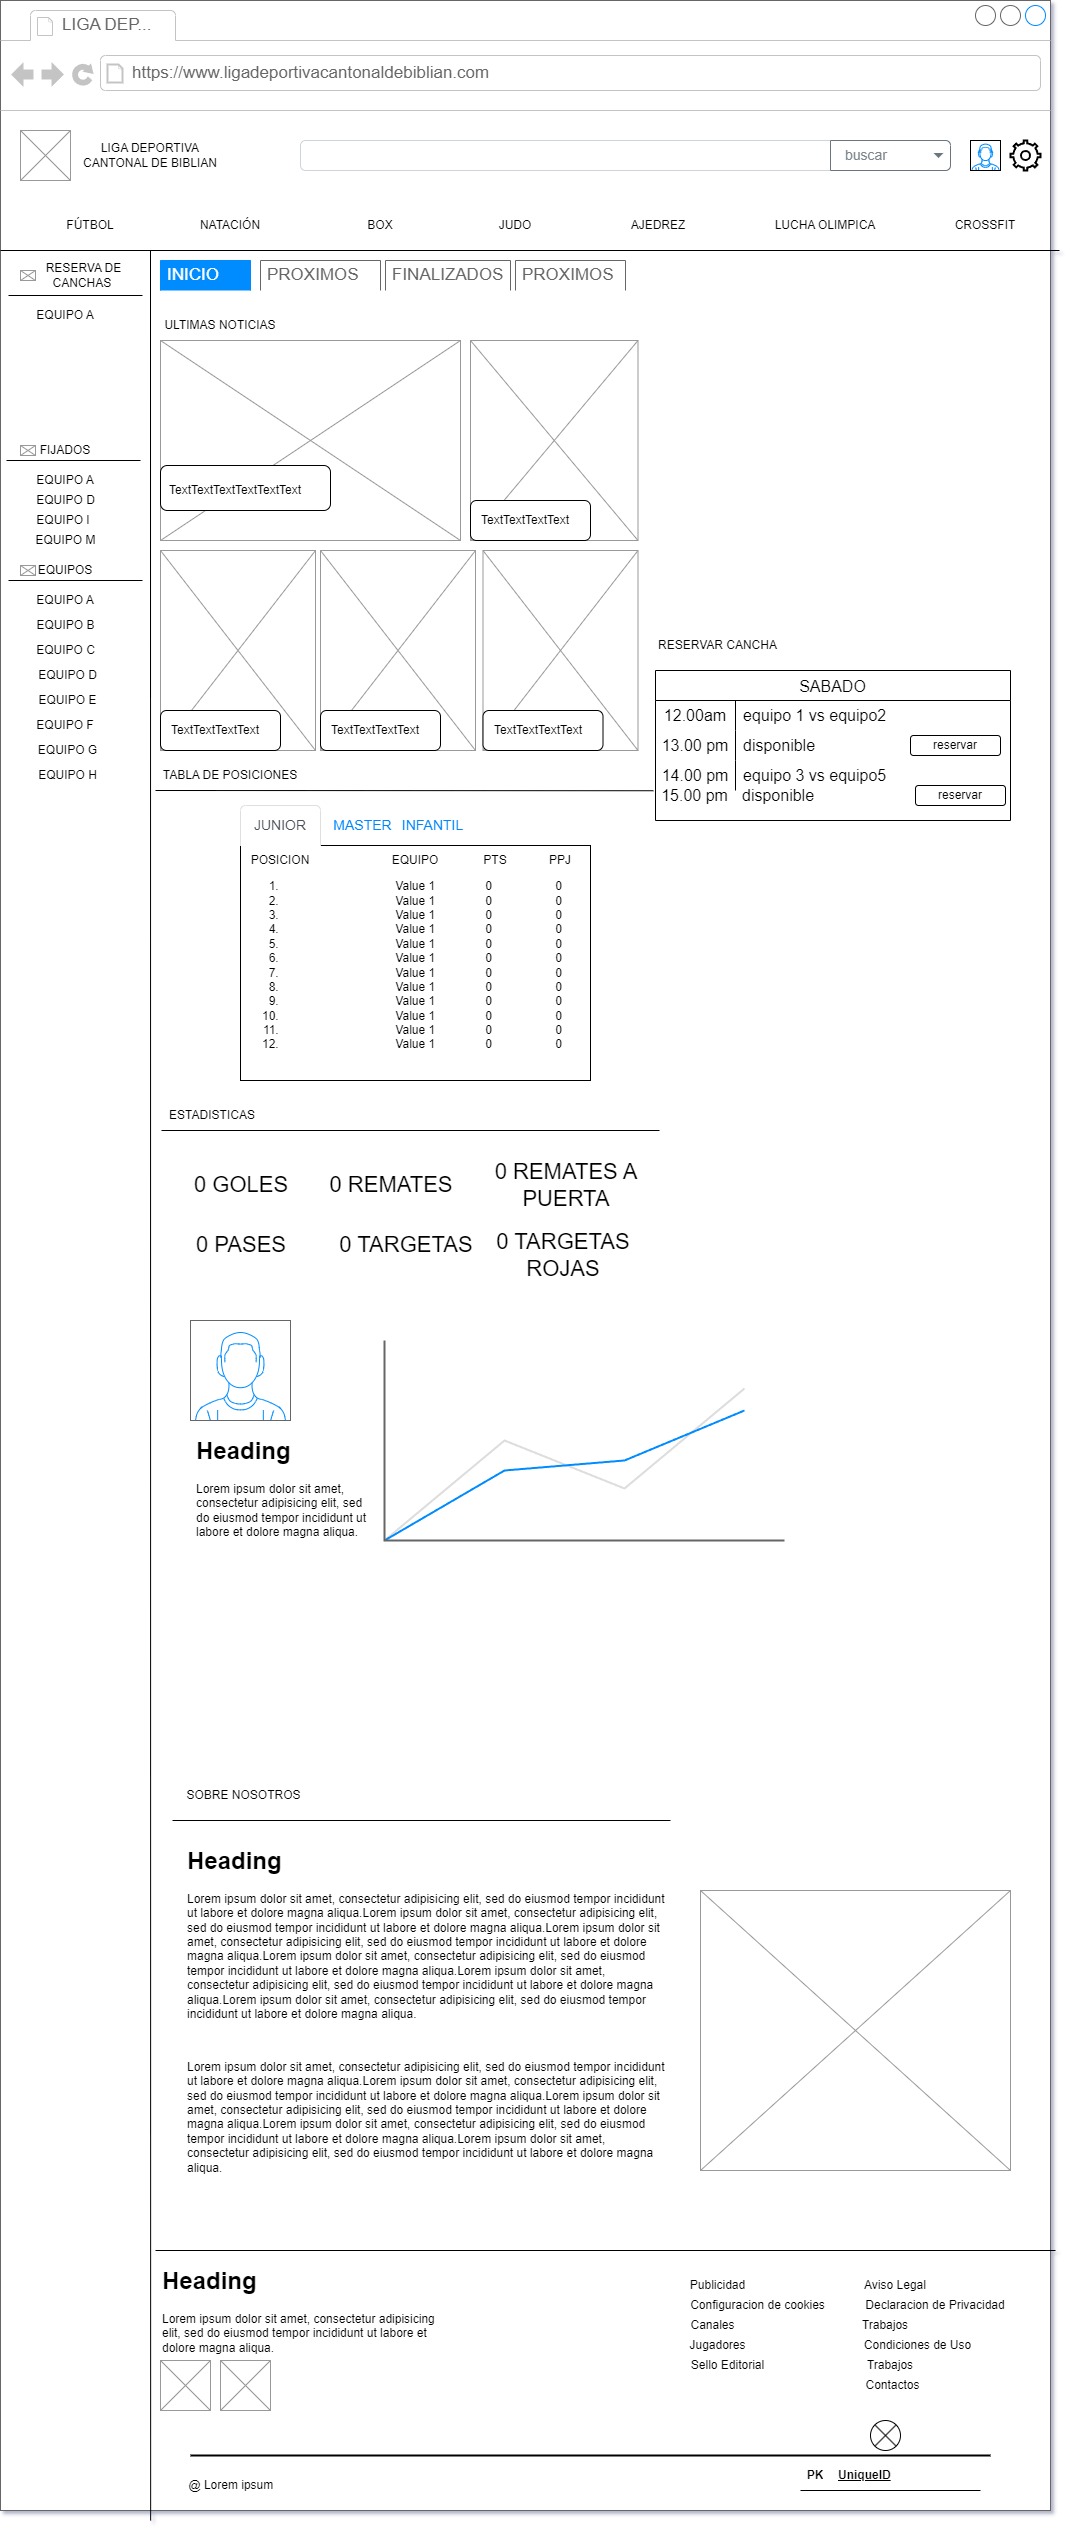 LIGA DEP...
https://www.ligadeportivacantonaldebiblian.com
LIGA DEPORTIVA
CANTONAL DE BIBLIAN
buscar
FÚTBOL NATACIÓN BOX JUDO AJEDREZ LUCHA OLIMPICA CROSSFIT
RESERVA DE
CANCHAS
EQUIPO A
FIJADOS
EQUIPO A
EQUIPO D
EQUIPO I
EQUIPO M
EQUIPOS
EQUIPO A
EQUIPO B
EQUIPO C
EQUIPO D
EQUIPO E
EQUIPO F
EQUIPO G
EQUIPO H
INICIO PROXIMOS FINALIZADOS PROXIMOS
ULTIMAS NOTICIAS
TextTextTextTextTextText
TextTextTextText
TextTextTextText TextTextTextText TextTextTextText
RESERVAR CANCHA
SABADO
12.00am equipo 1 vs equipo2
13.00 pm disponible reservar
14.00 pm equipo 3 vs equipo5
15.00 pm disponible reservar
TABLA DE POSICIONES
JUNIOR MASTER INFANTIL
POSICION EQUIPO PTS PPJ
1. Value 1 0 0
2. Value 1 0 0
3. Value 1 0 0
4. Value 1 0 0
5. Value 1 0 0
6. Value 1 0 0
7. Value 1 0 0
8. Value 1 0 0
9. Value 1 0 0
10. Value 1 0 0
11. Value 1 0 0
12. Value 1 0 0
ESTADISTICAS
0 GOLES 0 REMATES 0 REMATES A
PUERTA
0 PASES 0 TARGETAS 0 TARGETAS
ROJAS
Heading
Lorem ipsum dolor sit amet,
consectetur adipisicing elit, sed
do eiusmod tempor incididunt ut
labore et dolore magna aliqua.
SOBRE NOSOTROS
Heading
Lorem ipsum dolor sit amet, consectetur adipisicing elit, sed do eiusmod tempor incididunt
ut labore et dolore magna aliqua.Lorem ipsum dolor sit amet, consectetur adipisicing elit,
sed do eiusmod tempor incididunt ut labore et dolore magna aliqua.Lorem ipsum dolor sit
amet, consectetur adipisicing elit, sed do eiusmod tempor incididunt ut labore et dolore
magna aliqua.Lorem ipsum dolor sit amet, consectetur adipisicing elit, sed do eiusmod
tempor incididunt ut labore et dolore magna aliqua.Lorem ipsum dolor sit amet,
consectetur adipisicing elit, sed do eiusmod tempor incididunt ut labore et dolore magna
aliqua.Lorem ipsum dolor sit amet, consectetur adipisicing elit, sed do eiusmod tempor
incididunt ut labore et dolore magna aliqua.
Lorem ipsum dolor sit amet, consectetur adipisicing elit, sed do eiusmod tempor incididunt
ut labore et dolore magna aliqua.Lorem ipsum dolor sit amet, consectetur adipisicing elit,
sed do eiusmod tempor incididunt ut labore et dolore magna aliqua.Lorem ipsum dolor sit
amet, consectetur adipisicing elit, sed do eiusmod tempor incididunt ut labore et dolore
magna aliqua.Lorem ipsum dolor sit amet, consectetur adipisicing elit, sed do eiusmod
tempor incididunt ut labore et dolore magna aliqua.Lorem ipsum dolor sit amet,
consectetur adipisicing elit, sed do eiusmod tempor incididunt ut labore et dolore magna
aliqua.
Heading
Lorem ipsum dolor sit amet, consectetur adipisicing
elit, sed do eiusmod tempor incididunt ut labore et
dolore magna aliqua.
Publicidad
Configuracion de cookies
Canales
Jugadores
Sello Editorial
Aviso Legal
Declaracion de Privacidad
Trabajos
Condiciones de Uso
Trabajos
Contactos
@ Lorem ipsum
PK UniqueID